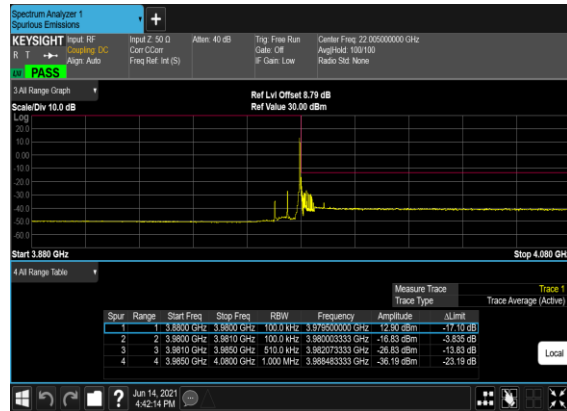 Spectrum Analyzer 1
Spurious Emissions
KEYSIGHT Input: RF Input Z: 50 Ω Atten: 40 dB Trig: Free Run Center Freq: 22.005000000 GHz
R T Coupling: DC Corr CCorr Gate: Off Avg|Hold: 100/100
Align: Auto Freq Ref: Int (S) IF Gain: Low Radio Std: None
PASS
3 All Range Graph
Ref Lvl Offset 8.79 dB
Scale/Div 10.0 dB Ref Value 30.00 dBm
Log
20.0
10.0
0.00
-10.0
-20.0
-30.0
-40.0
-50.0
-60.0
Start 3.880 GHz Stop 4.080 GHz
4 All Range Table
Measure Trace Trace 1
Trace Type Trace Average (Active)
Spur Range Start Freq Stop Freq RBW Frequency Amplitude ΔLimit
1 1 3.8800 GHz 3.9800 GHz 100.0 kHz 3.979500000 GHz 12.90 dBm -17.10 dB
2 2 3.9800 GHz 3.9810 GHz 100.0 kHz 3.980003333 GHz -16.83 dBm -3.835 dB
3 3 3.9810 GHz 3.9850 GHz 510.0 kHz 3.982073333 GHz -26.83 dBm -13.83 dB
4 4 3.9850 GHz 4.0800 GHz 1.000 MHz 3.988483333 GHz -36.19 dBm -23.19 dB
Local
Jun 14, 2021
4:42:14 PM